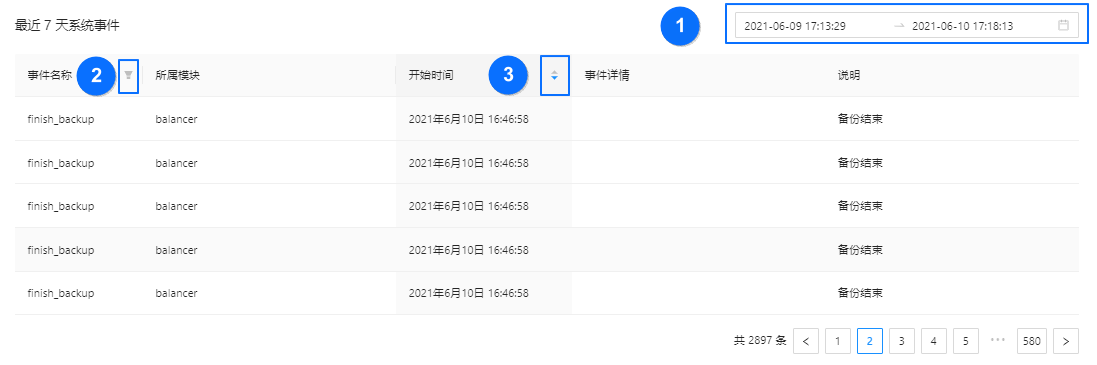 最近 7 天系统事件 1 2021-06-09 17:13:29 → 2021-06-10 17:18:13
事件名称 2 所属模块 开始时间 3 事件详情 说明
finish_backup balancer 2021年6月10日 16:46:58 备份结束
finish_backup balancer 2021年6月10日 16:46:58 备份结束
finish_backup balancer 2021年6月10日 16:46:58 备份结束
finish_backup balancer 2021年6月10日 16:46:58 备份结束
finish_backup balancer 2021年6月10日 16:46:58 备份结束
共 2897 条 < 1 2 3 4 5 ••• 580 >